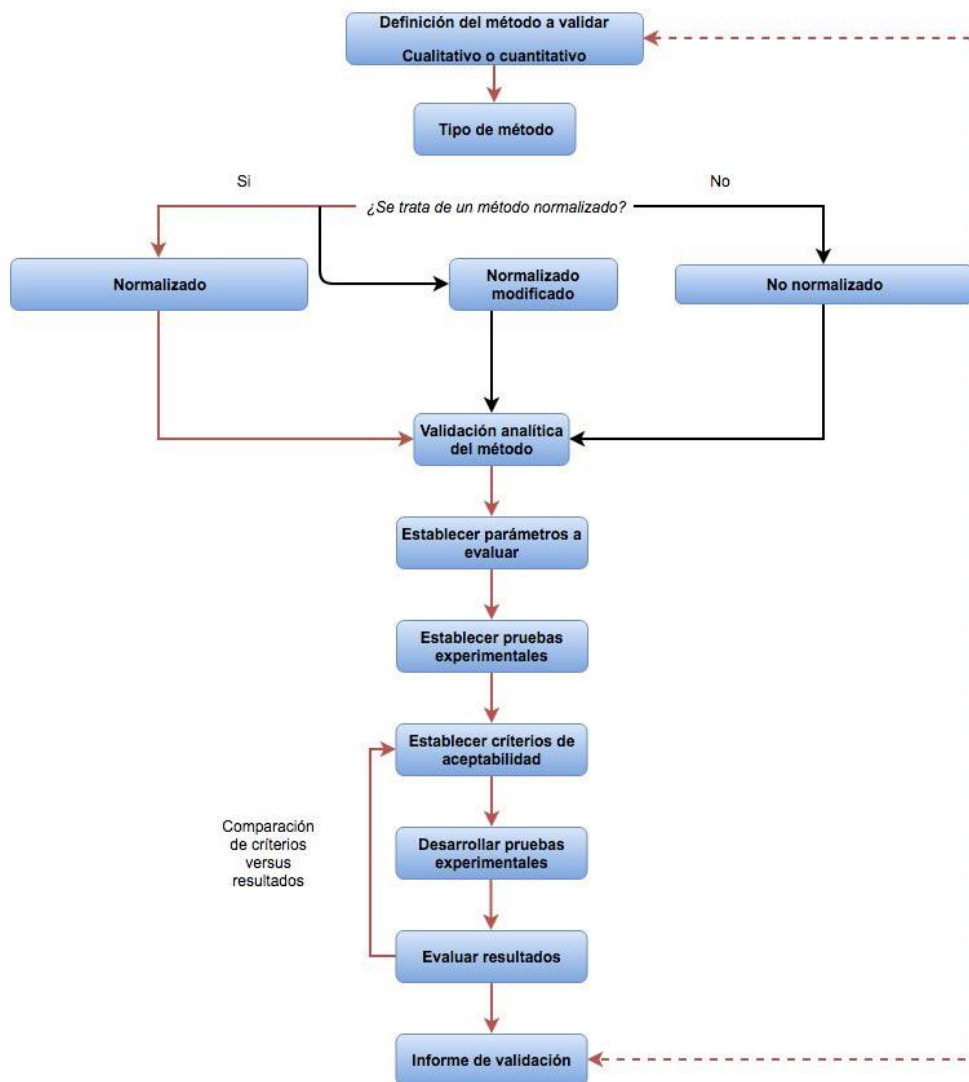 Definición del método a validar
Cualitativo o cuantitativo
Tipo de método
Si
No
¿Se trata de un método normalizado?
Normalizado
Normalizado
modificado
No normalizado
Validación analítica
del método
Establecer parámetros a
evaluar
Establecer pruebas
experimentales
Establecer críterios de
aceptabilidad
Comparación
de críterios
versus
resultados
Desarrollar pruebas
experimentales
Evaluar resultados
Informe de validación